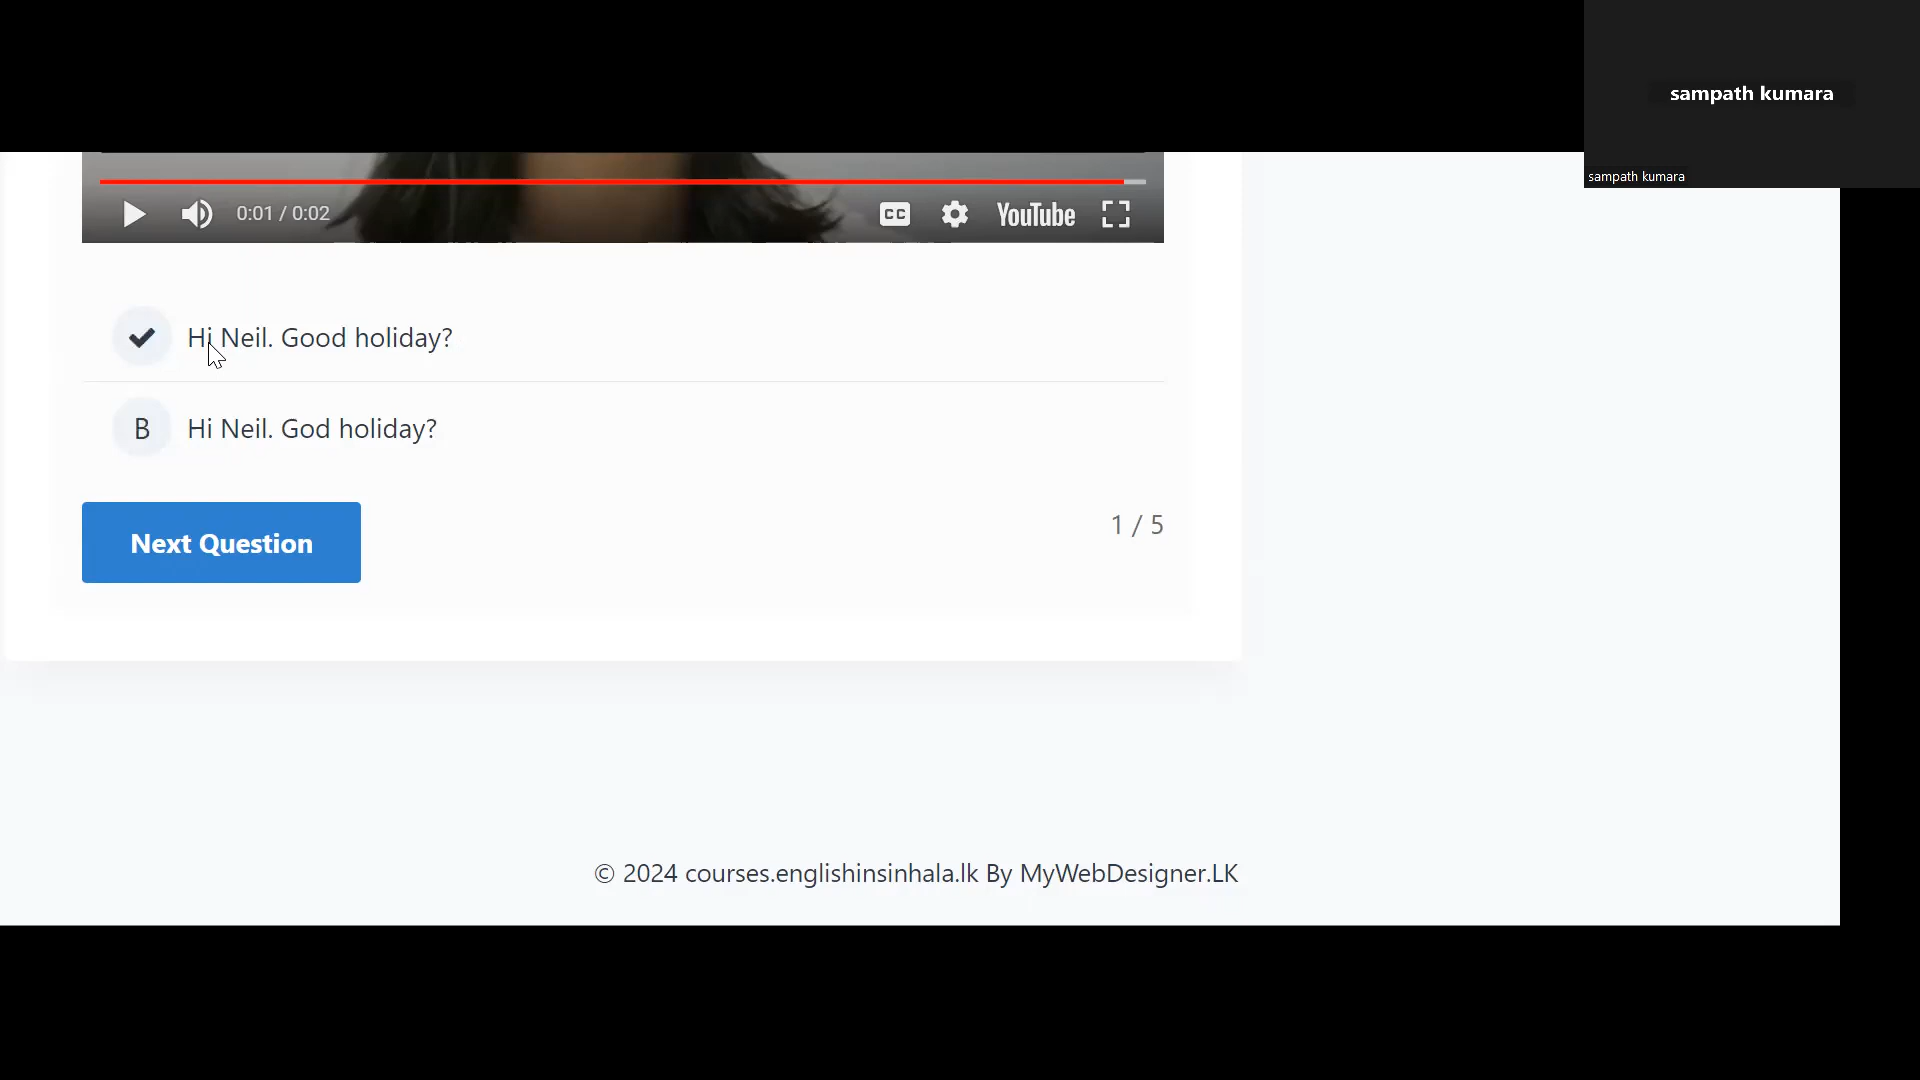 sampath kumara
sampath kumara
0:01 / 0:02
CC
YouTube
Hi Neil. Good holiday?
B
Hi Neil. God holiday?
Next Question
1 / 5
© 2024 courses.englishinsinhala.lk By MyWebDesigner.LK